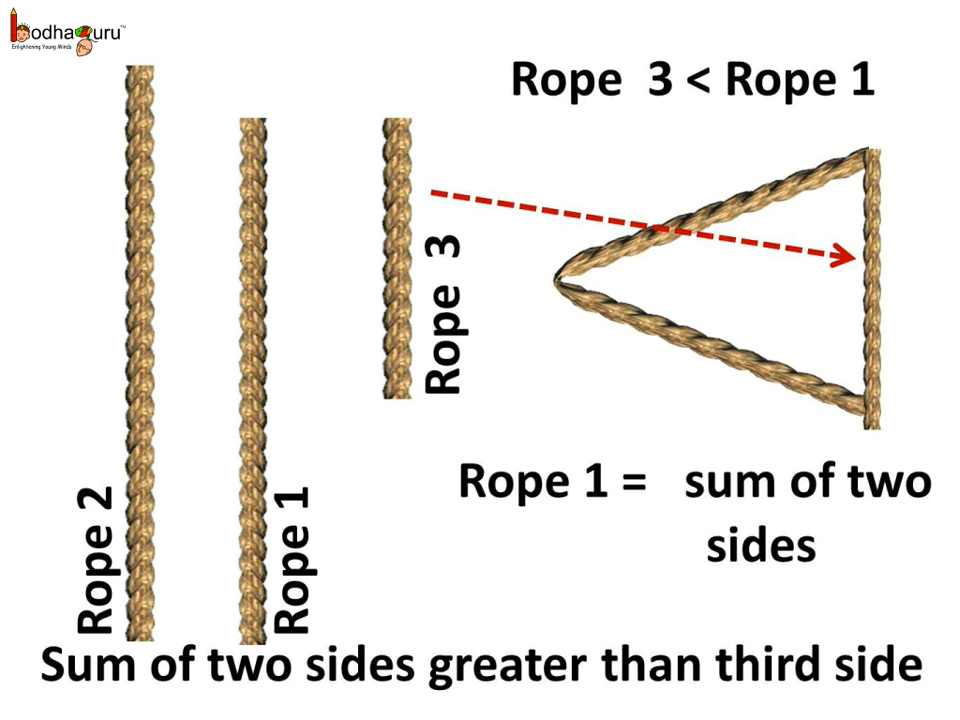 BodhaGuru™
Enlightening Young Minds
Rope 3 < Rope 1
Rope 3
Rope 2
Rope 1
Rope 1 = sum of two
sides
Sum of two sides greater than third side